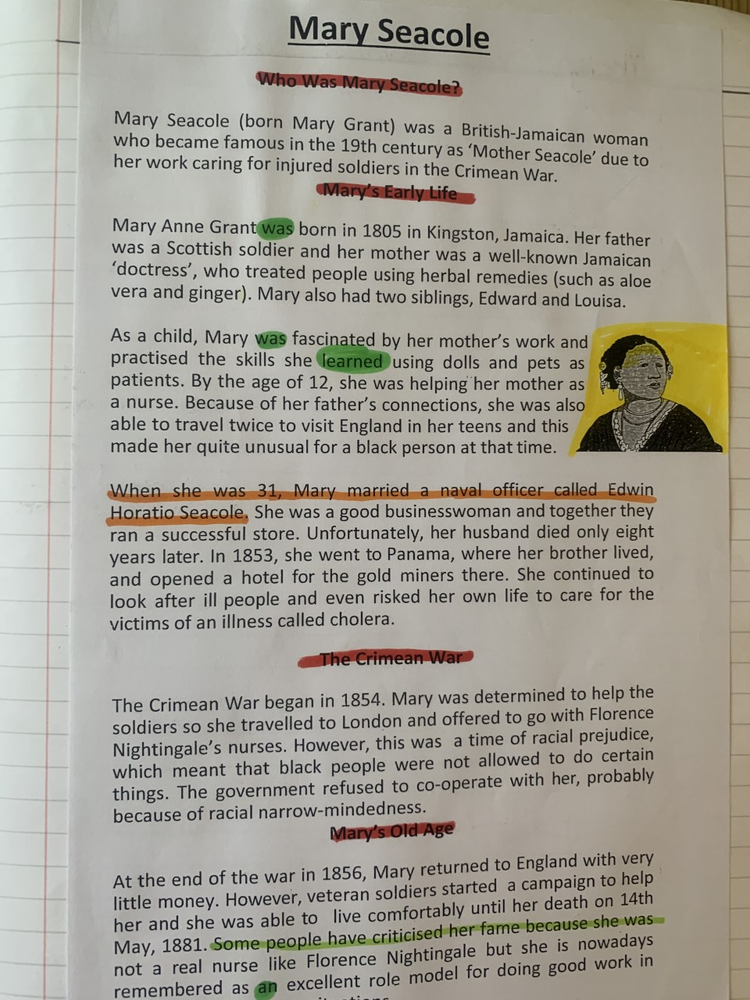 Mary Seacole
Who Was Mary Seacole?
Mary Seacole (born Mary Grant) was a British-Jamaican woman
who became famous in the 19th century as ‘Mother Seacole’ due to
her work caring for injured soldiers in the Crimean War.
Mary’s Early Life
Mary Anne Grant was born in 1805 in Kingston, Jamaica. Her father
was a Scottish soldier and her mother was a well-known Jamaican
‘doctress’, who treated people using herbal remedies (such as aloe
vera and ginger). Mary also had two siblings, Edward and Louisa.
As a child, Mary was fascinated by her mother’s work and
practised the skills she learned using dolls and pets as
patients. By the age of 12, she was helping her mother as
a nurse. Because of her father’s connections, she was also
able to travel twice to visit England in her teens and this
made her quite unusual for a black person at that time.
When she was 31, Mary married a naval officer called Edwin
Horatio Seacole. She was a good businesswoman and together they
ran a successful store. Unfortunately, her husband died only eight
years later. In 1853, she went to Panama, where her brother lived,
and opened a hotel for the gold miners there. She continued to
look after ill people and even risked her own life to care for the
victims of an illness called cholera.
The Crimean War
The Crimean War began in 1854. Mary was determined to help the
soldiers so she travelled to London and offered to go with Florence
Nightingale’s nurses. However, this was a time of racial prejudice,
which meant that black people were not allowed to do certain
things. The government refused to co-operate with her, probably
because of racial narrow-mindedness.
Mary’s Old Age
At the end of the war in 1856, Mary returned to England with very
little money. However, veteran soldiers started a campaign to help
her and she was able to live comfortably until her death on 14th
May, 1881. Some people have criticised her fame because she was
not a real nurse like Florence Nightingale but she is nowadays
remembered as an excellent role model for doing good work in